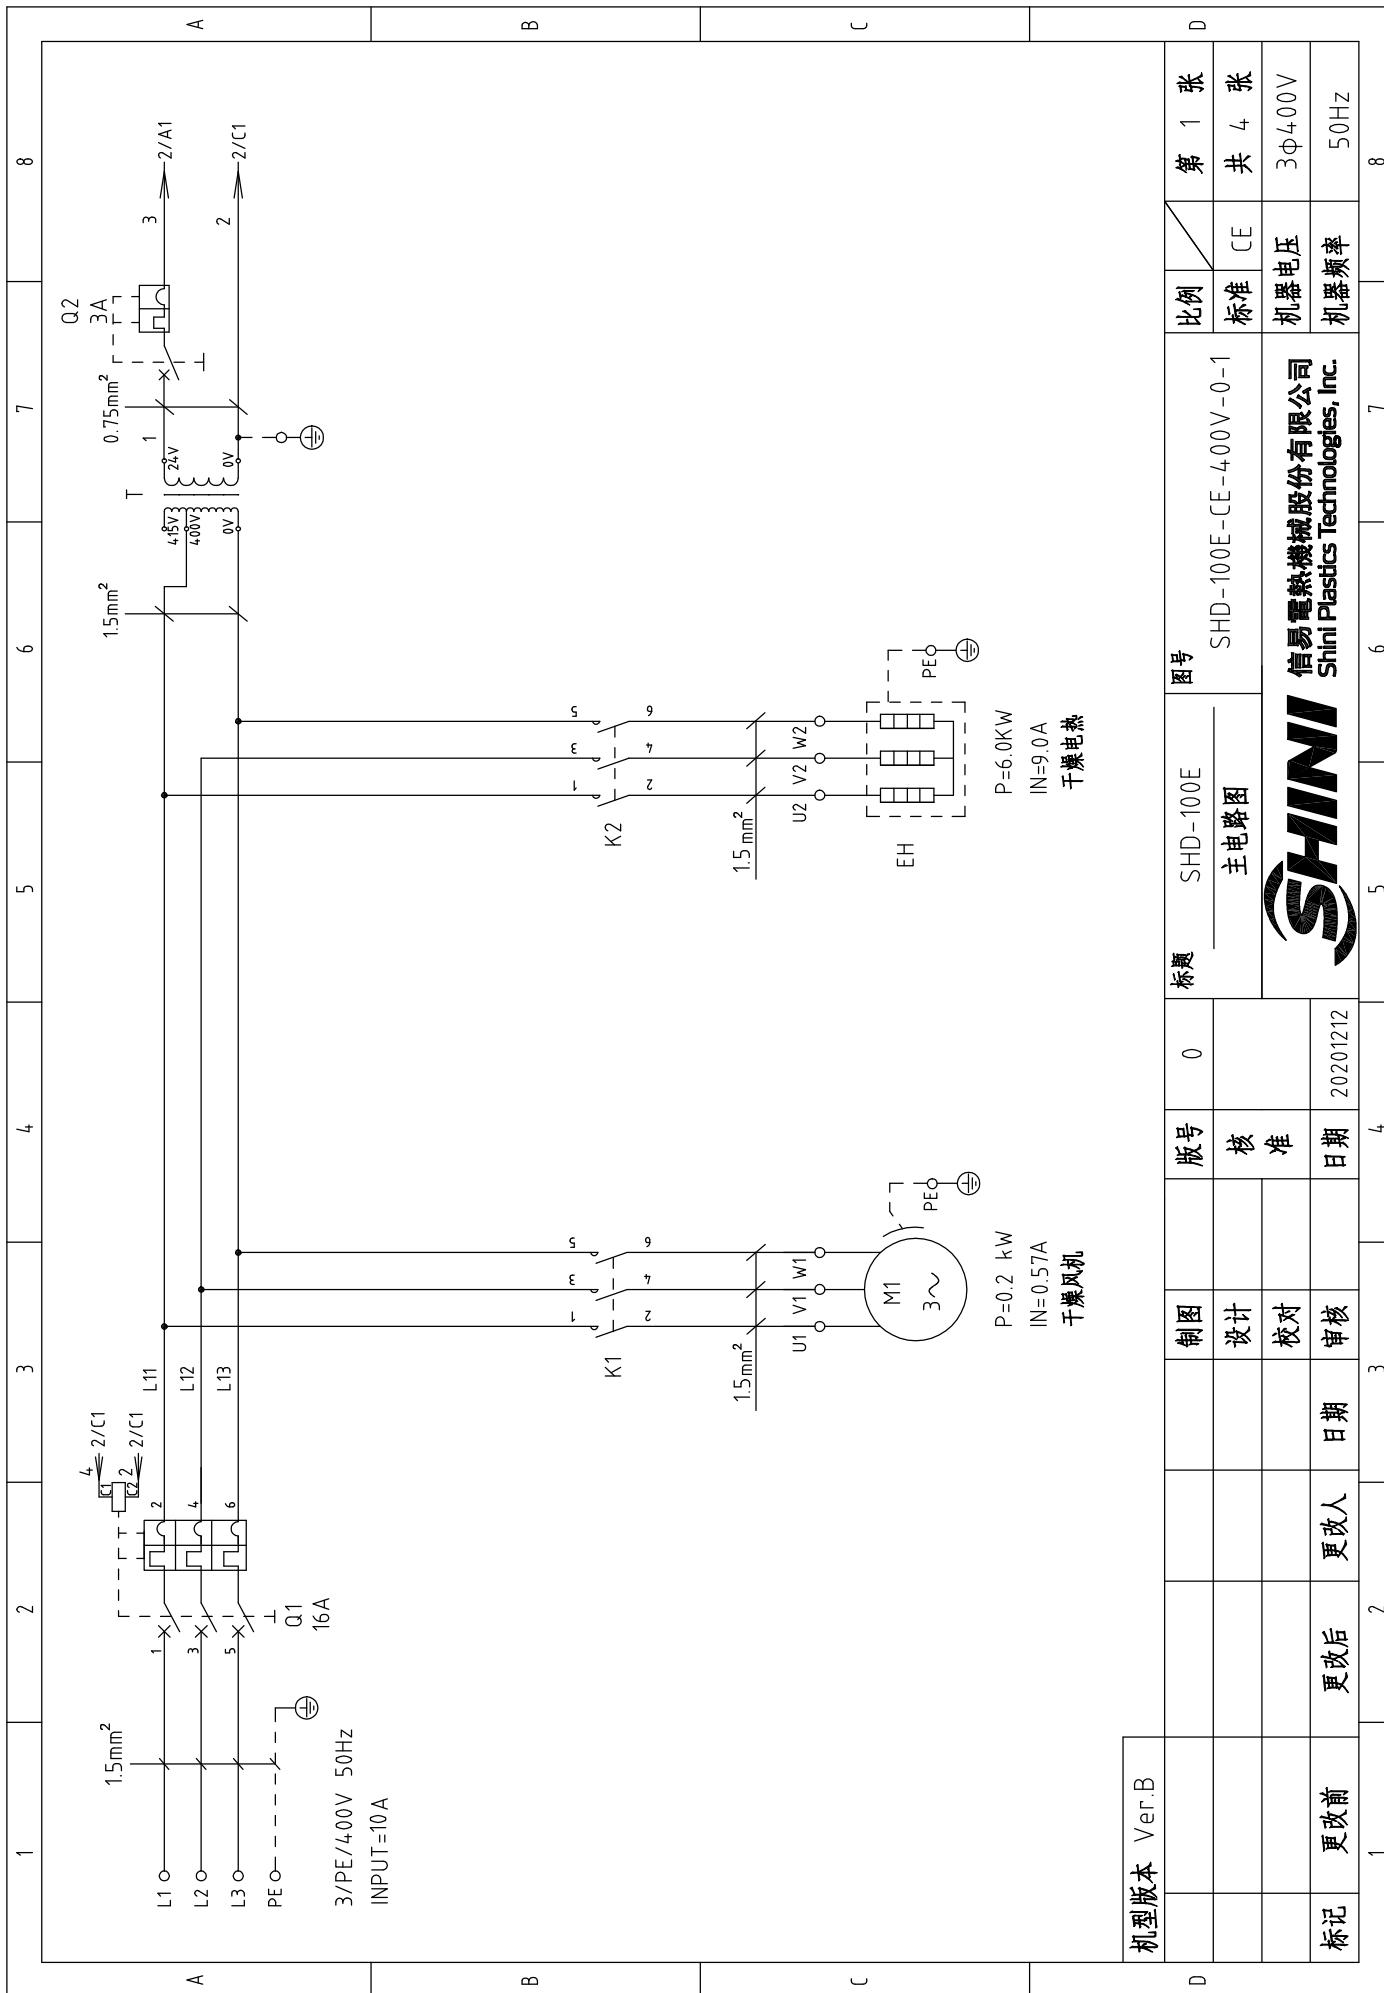 1 2 3 4 5 6 7 8
A
B
C
D
A
B
C
D
1 2 3 4 5 6 7 8
L1
L2
L3
PE
1.5mm²
3/PE/400V 50Hz
INPUT=10A
1 2
3 4
5 6
Q1
16A
C1 4 2/C1
C2 2 2/C1
L11
L12
L13
1 3 5
2 4 6
K1
1.5mm²
U1 V1 W1
M1
3~
PE
P=0.2 kW
IN=0.57A
干燥风机
1 3 5
2 4 6
K2
1.5mm²
U2 V2 W2
EH
PE
P=6.0KW
IN=9.0A
干燥电热
1.5mm²
T
415V
400V
0V
24V
0V
1
0.75mm²
Q2
3A
3 2/A1
2 2/C1
机型版本 Ver.B
标记 更改前 更改后 更改人 日期
制图
设计
校对
审核
版号 0
核
准
日期 20201212
标题
SHD-100E
主电路图
图号
SHD-100E-CE-400V-0-1
SHINI
信易電熱機械股份有限公司
Shini Plastics Technologies, Inc.
比例 第 1 张
标准 CE 共 4 张
机器电压 3φ400V
机器频率 50Hz